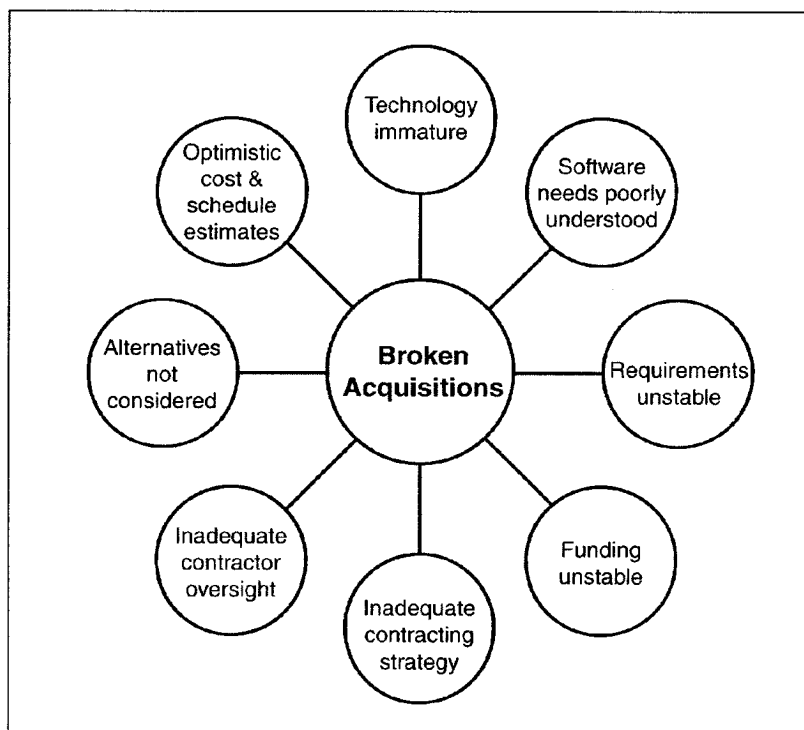 Technology
immature
Software
needs poorly
understood
Requirements
unstable
Funding
unstable
Inadequate
contracting
strategy
Inadequate
contractor
oversight
Alternatives
not
considered
Optimistic
cost &
schedule
estimates
Broken
Acquisitions